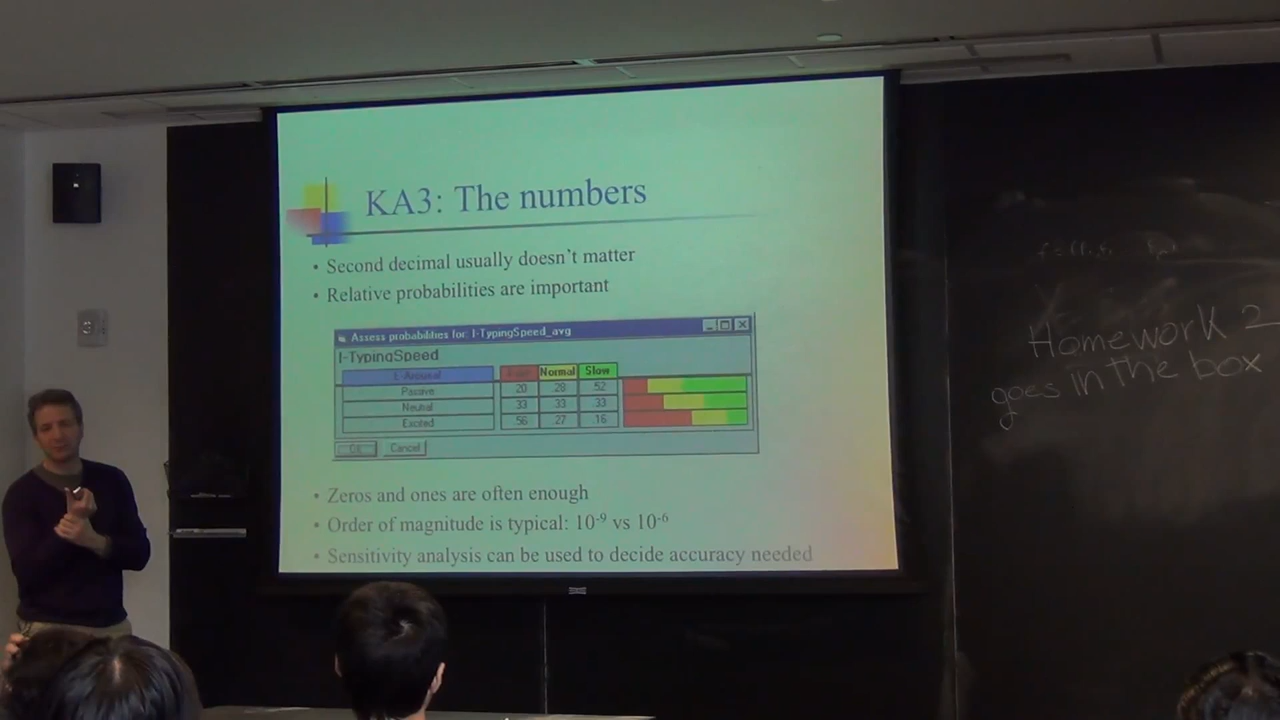 KA3: The numbers
• Second decimal usually doesn't matter
• Relative probabilities are important
Assess probabilities for: I-TypingSpeed_avg
I-TypingSpeed
E-Arousal Fast Normal Slow
Passive .20 .28 .52
Neutral .33 .33 .33
Excited .56 .27 .16
OK Cancel
• Zeros and ones are often enough
• Order of magnitude is typical: 10⁻⁹ vs 10⁻⁶
• Sensitivity analysis can be used to decide accuracy needed
Homework 2
goes in the box